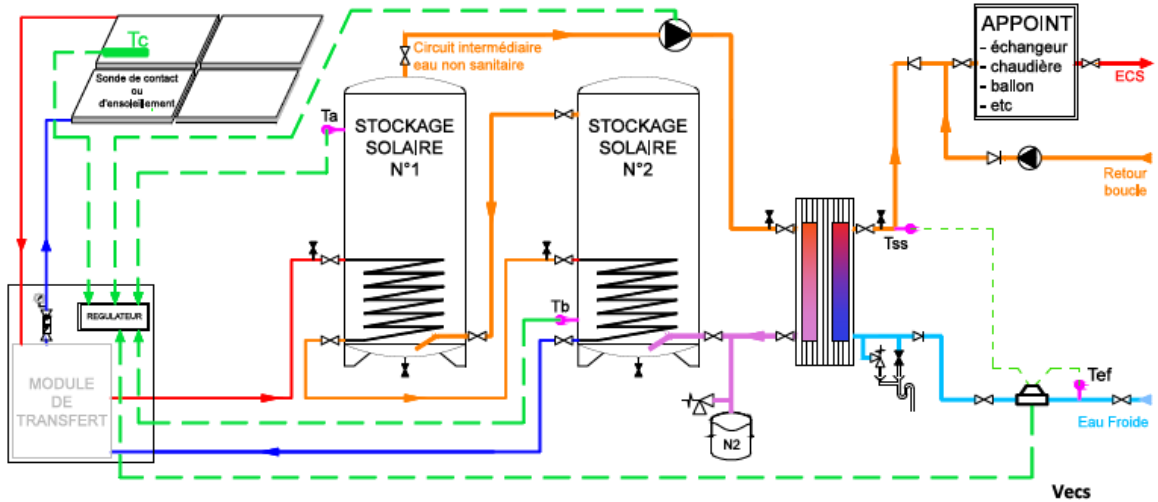 Tc
Sonde de contact
ou
d'ensoleillement
Circuit intermédiaire
eau non sanitaire
APPOINT
- échangeur
- chaudière
- ballon
- etc
ECS
Retour
boucle
Ta
STOCKAGE
SOLAIRE
N°1
STOCKAGE
SOLAIRE
N°2
Tss
Tb
REGULATEUR
MODULE
DE
TRANSFERT
N2
Tef
Eau Froide
Vecs